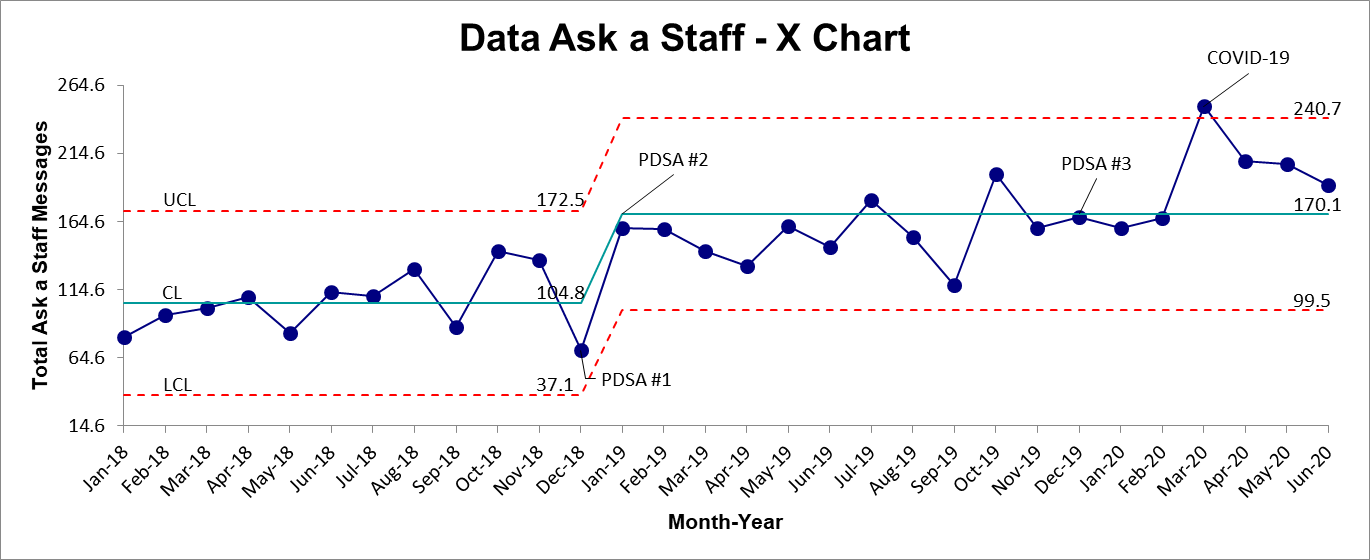 Data Ask a Staff - X Chart
COVID-19
264.6
240.7
214.6
PDSA #2
PDSA #3
UCL
172.5
170.1
164.6
Total Ask a Staff Messages
CL
104.8
114.6
99.5
64.6
LCL
37.1
PDSA #1
14.6
Jan-18
Feb-18
Mar-18
Apr-18
May-18
Jun-18
Jul-18
Aug-18
Sep-18
Oct-18
Nov-18
Dec-18
Jan-19
Feb-19
Mar-19
Apr-19
May-19
Jun-19
Jul-19
Aug-19
Sep-19
Oct-19
Nov-19
Dec-19
Jan-20
Feb-20
Mar-20
Apr-20
May-20
Jun-20
Month-Year